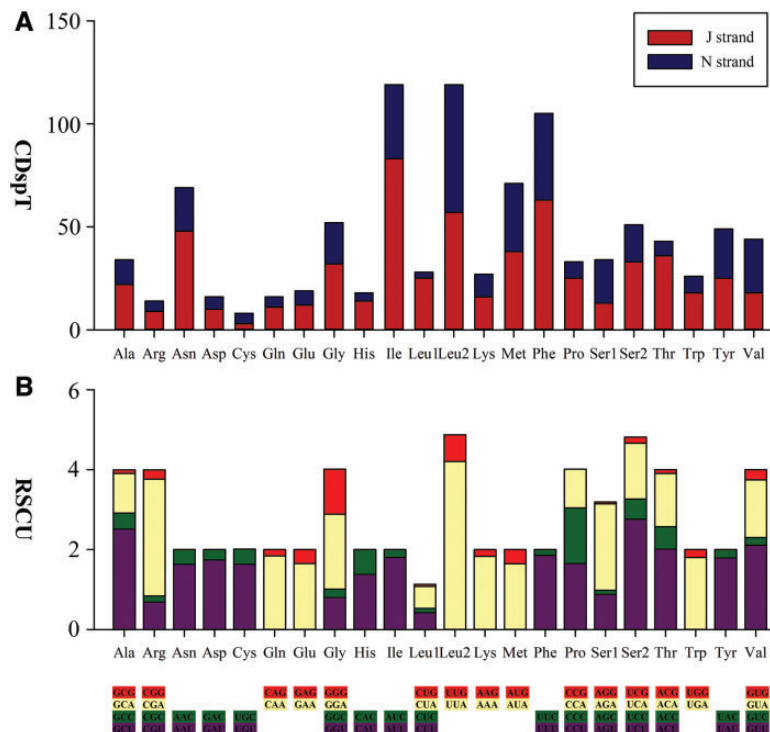 A
150
J strand
N strand
100
CDspT
50
0
Ala Arg Asn Asp Cys Gln Glu Gly His Ile Leu1 Leu2 Lys Met Phe Pro Ser1 Ser2 Thr Trp Tyr Val
B
6
4
RSCU
2
0
Ala Arg Asn Asp Cys Gln Glu Gly His Ile Leu1 Leu2 Lys Met Phe Pro Ser1 Ser2 Thr Trp Tyr Val
GCG CGG CAG GAG GGG CUG UUG AAG AUG CCG AGG UCG ACG UGG GUG
GCA CGA CAA GAA GGA CUA UUA AAA AUA CCA AGA UCA ACA UGA GUA
GCC CGC AAC GAC UGC GGC CAC AUC CUC UUC CCC AGC UCC ACC UAC GUC